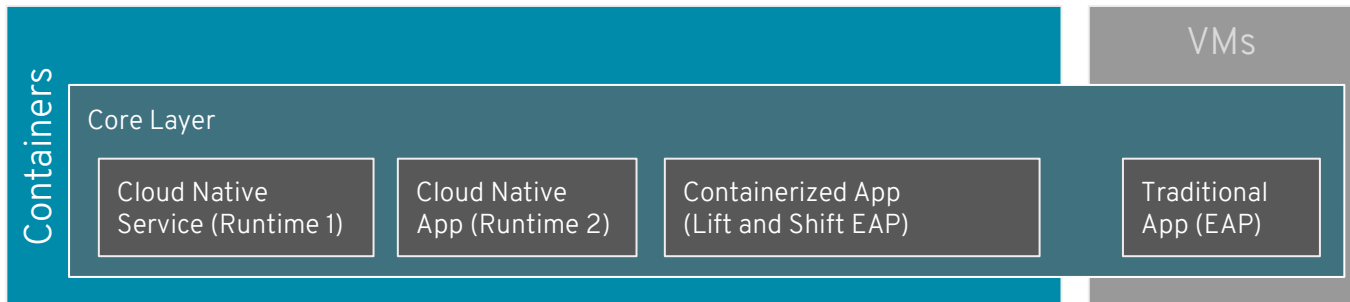 VMs
Containers
Core Layer
Cloud Native
Service (Runtime 1)
Cloud Native
App (Runtime 2)
Containerized App
(Lift and Shift EAP)
Traditional
App (EAP)